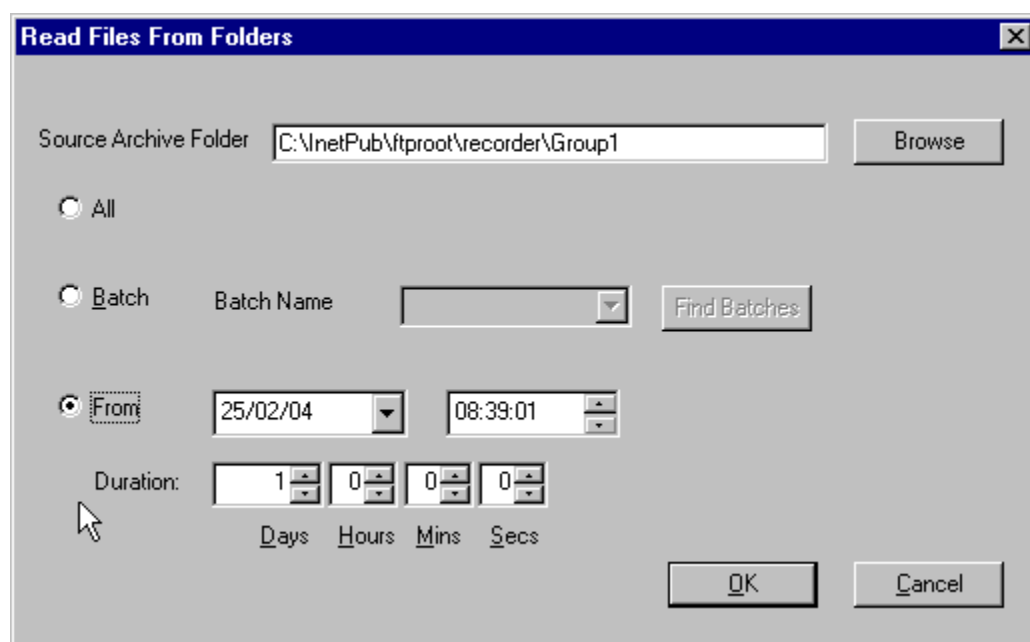 Read Files From Folders
Source Archive Folder C:\InetPub\ftproot\recorder\Group1 Browse
All
Batch Batch Name Find Batches
From 25/02/04 08:39:01
Duration: 1 0 0 0
Days Hours Mins Secs
OK Cancel